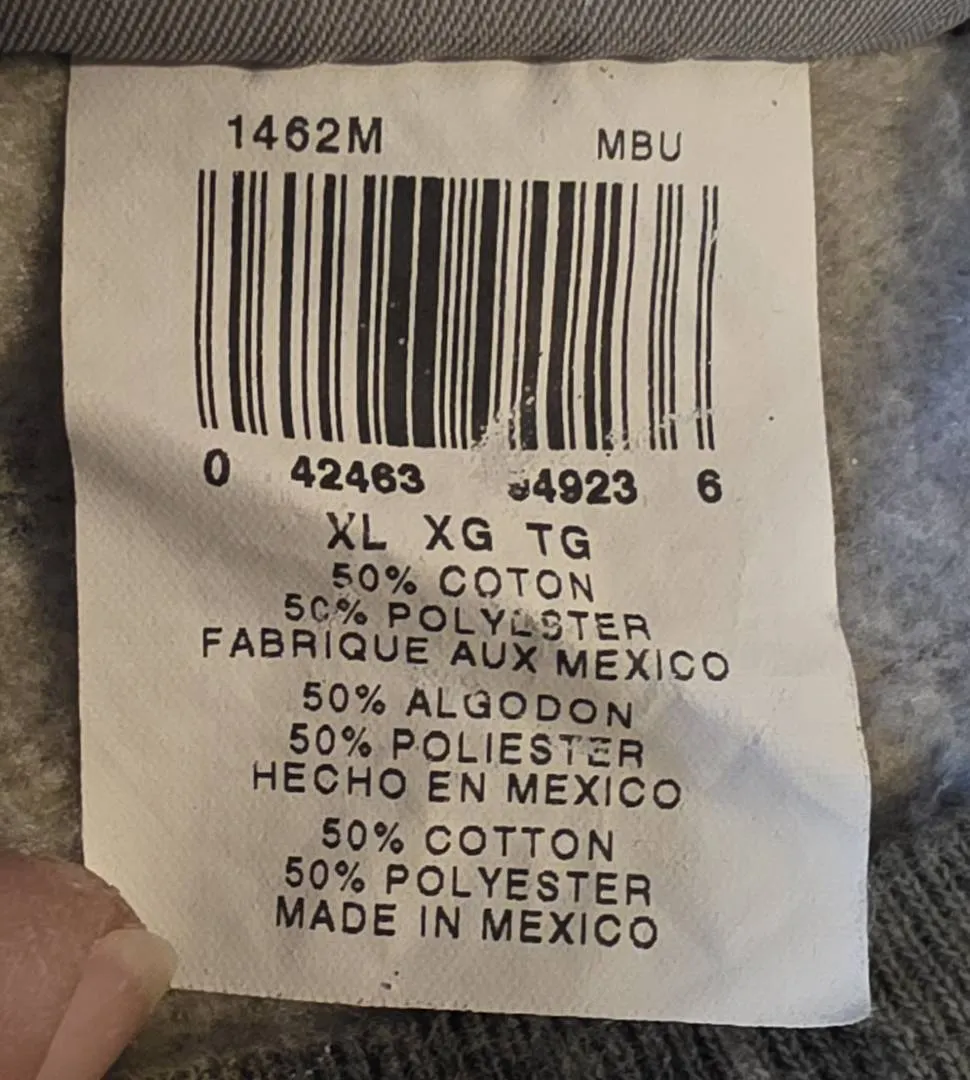 1462M MBU
0 42463 94923 6
XL XG TG
50% COTON
50% POLYESTER
FABRIQUE AUX MEXICO
50% ALGODON
50% POLIESTER
HECHO EN MEXICO
50% COTTON
50% POLYESTER
MADE IN MEXICO